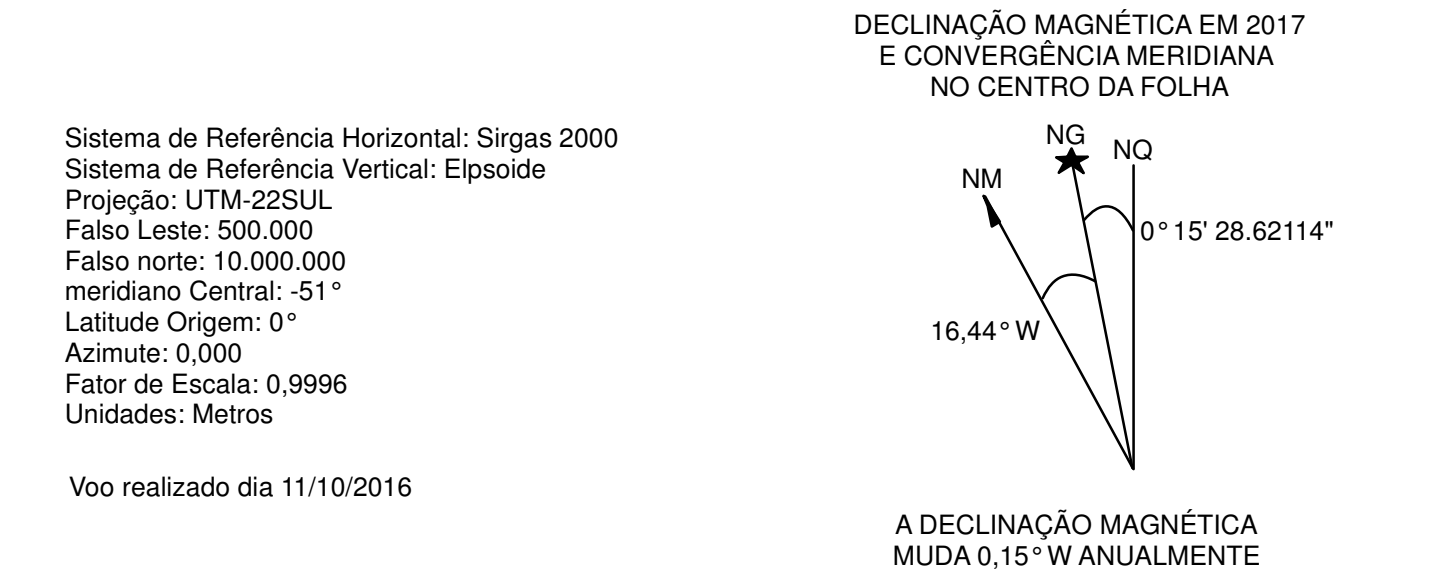 DECLINAÇÃO MAGNÉTICA EM 2017
E CONVERGÊNCIA MERIDIANA
NO CENTRO DA FOLHA
Sistema de Referência Horizontal: Sirgas 2000
Sistema de Referência Vertical: Elpsoide
Projeção: UTM-22SUL
Falso Leste: 500.000
Falso norte: 10.000.000
meridiano Central: -51°
Latitude Origem: 0°
Azimute: 0,000
Fator de Escala: 0,9996
Unidades: Metros
Voo realizado dia 11/10/2016
NG
NQ
NM
0° 15' 28.62114"
16,44° W
A DECLINAÇÃO MAGNÉTICA
MUDA 0,15° W ANUALMENTE